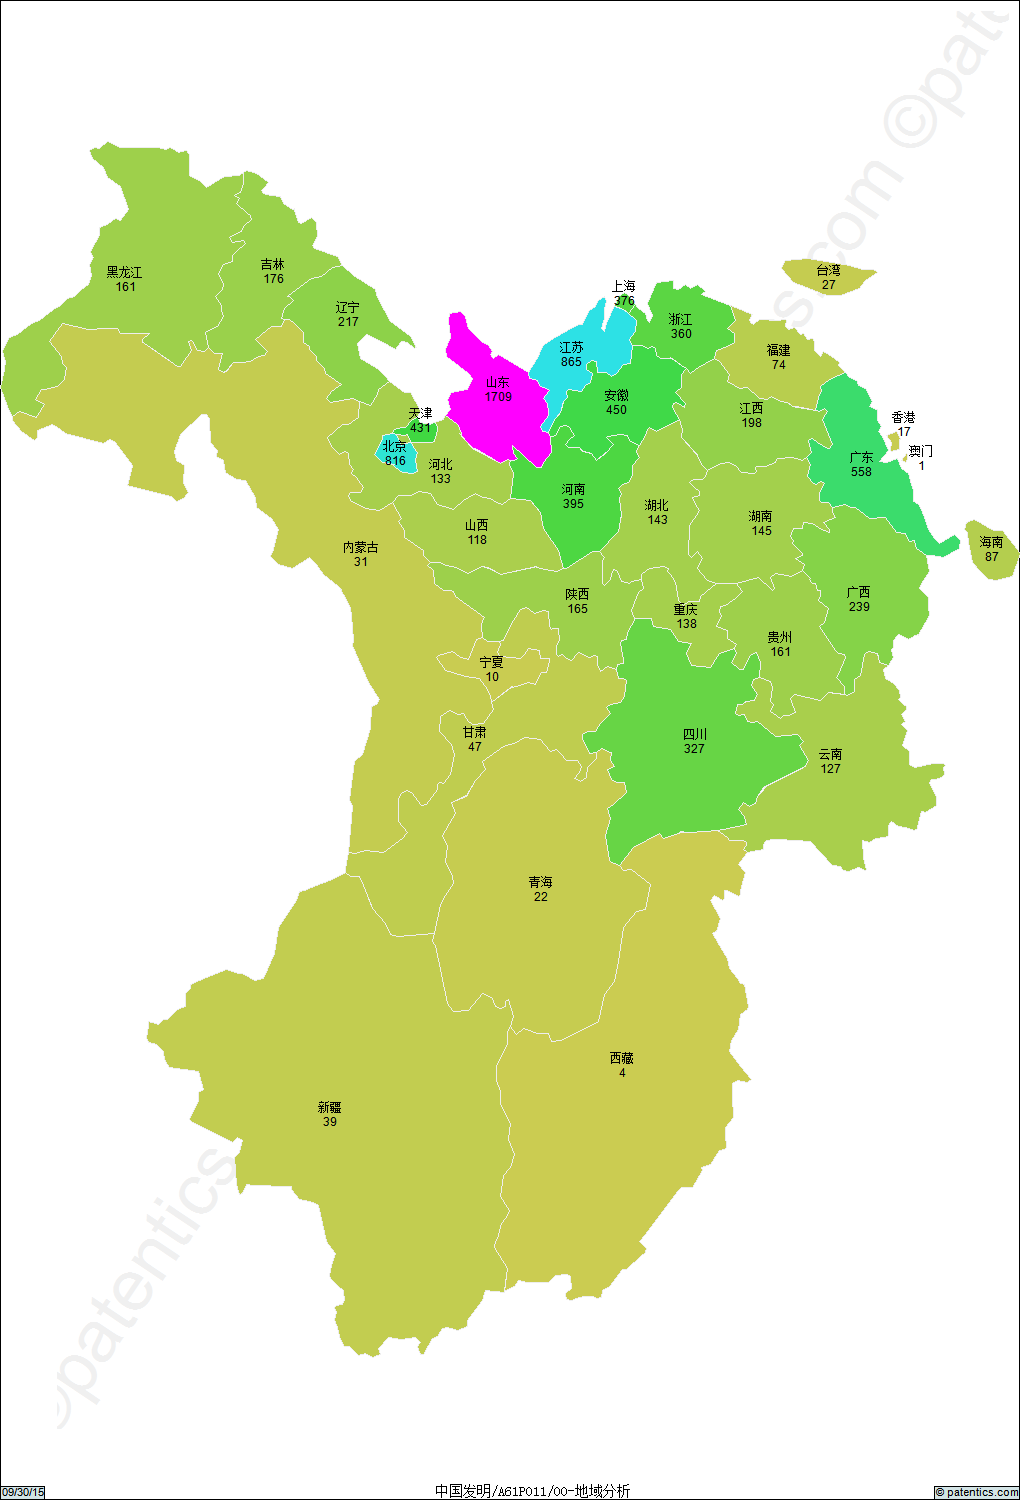 ©patentics.com ©pate
黑龙江
161
吉林
176
辽宁
217
台湾
27
上海
376
浙江
360
江苏
865
福建
74
山东
1709
安徽
450
江西
198
天津
431
香港
17
澳门
1
北京
816
河北
133
广东
558
河南
395
湖北
143
湖南
145
山西
118
海南
87
内蒙古
31
陕西
165
重庆
138
广西
239
贵州
161
宁夏
10
甘肃
47
四川
327
云南
127
青海
22
西藏
4
新疆
39
09/30/15
中国发明/A61P011/00-地域分析
© patentics.com